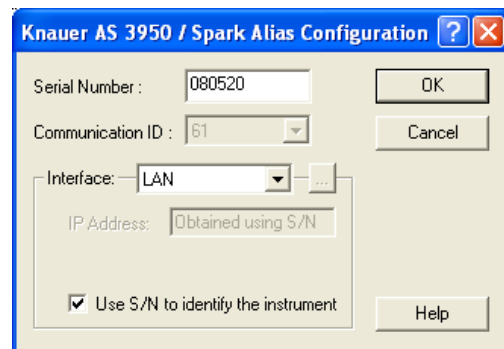 Knauer AS 3950 / Spark Alias Configuration ?
Serial Number : 080520 OK
Communication ID : 61 Cancel
Interface: LAN ...
IP Address: Obtained using S/N
Use S/N to identify the instrument
Help